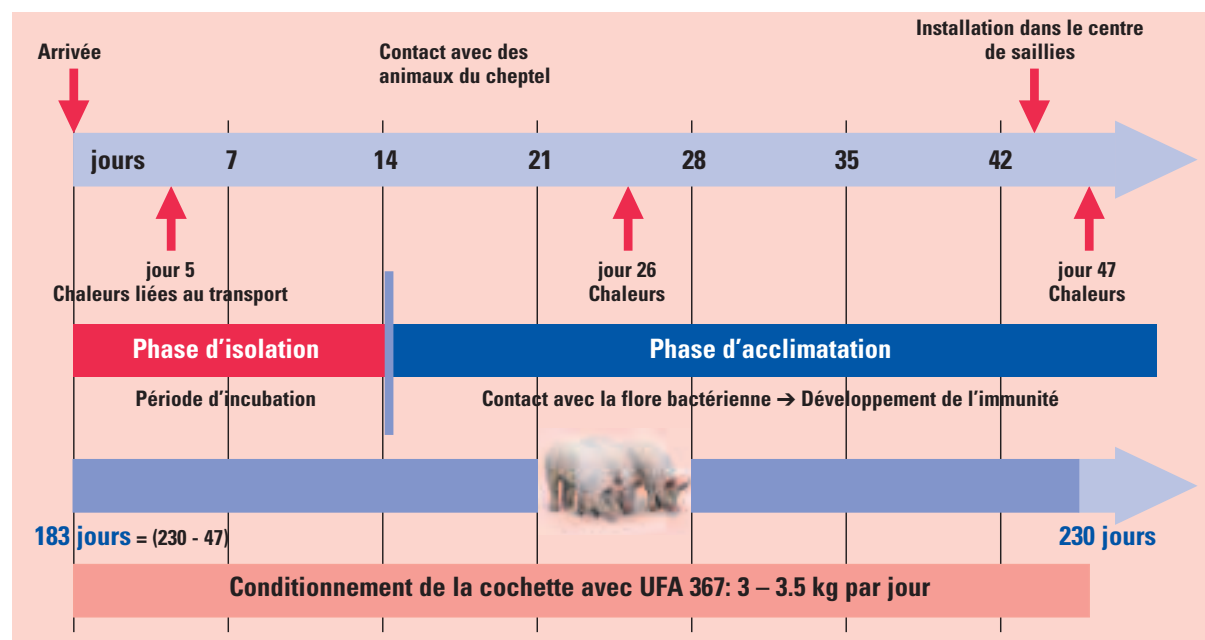 Installation dans le centre
de saillies
Arrivée
Contact avec des
animaux du cheptel
jours 7 14 21 28 35 42
jour 5
Chaleurs liées au transport
jour 26
Chaleurs
jour 47
Chaleurs
Phase d'isolation
Phase d'acclimatation
Période d'incubation
Contact avec la flore bactérienne ➔ Développement de l'immunité
183 jours = (230 - 47)
230 jours
Conditionnement de la cochette avec UFA 367: 3 – 3.5 kg par jour